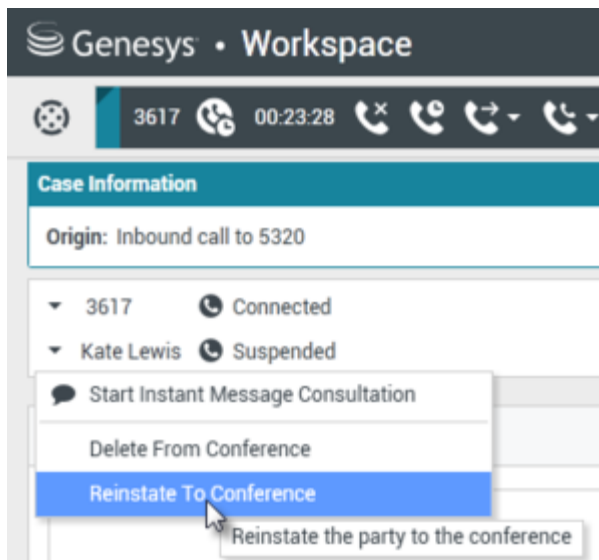 Genesys • Workspace
3617 00:23:28
Case Information
Origin: Inbound call to 5320
3617 Connected
Kate Lewis Suspended
Start Instant Message Consultation
Delete From Conference
Reinstate To Conference
Reinstate the party to the conference